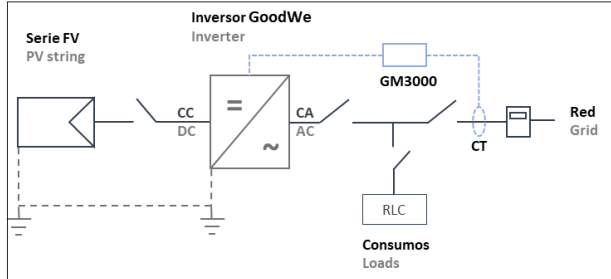 Inversor GoodWe
Inverter
Serie FV
PV string
GM3000
CC
DC
=
~
CA
AC
CT
Red
Grid
RLC
Consumos
Loads